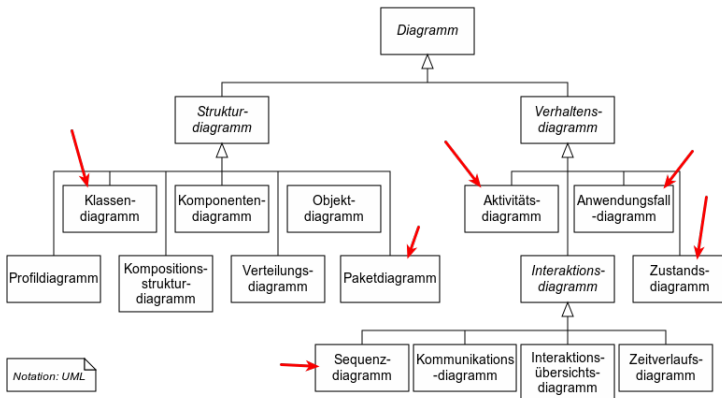 Diagramm
Struktur-
diagramm
Verhaltens-
diagramm
Klassen-
diagramm
Komponenten-
diagramm
Objekt-
diagramm
Aktivitäts-
diagramm
Anwendungsfall
-diagramm
Profildiagramm
Kompositions-
struktur-
diagramm
Verteilungs-
diagramm
Paketdiagramm
Interaktions-
diagramm
Zustands-
diagramm
Sequenz-
diagramm
Kommunikations
-diagramm
Interaktions-
übersichts-
diagramm
Zeitverlaufs-
diagramm
Notation: UML